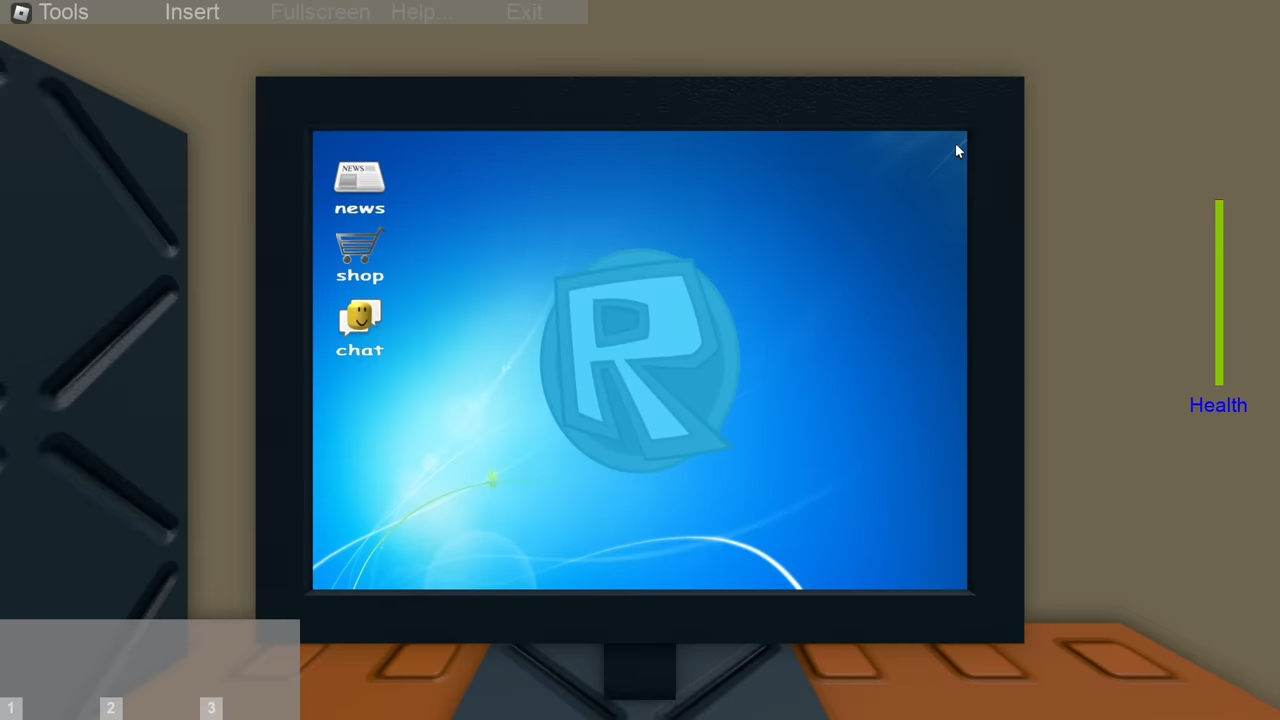 Tools Insert Fullscreen Help... Exit
NEWS
news
shop
chat
R
Health
1 2 3